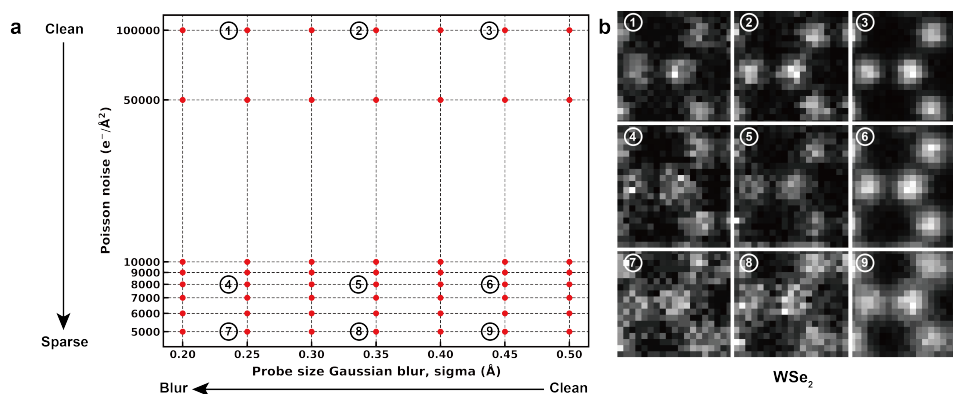 a
Clean
Sparse
Poisson noise (e⁻/Å²)
100000
50000
10000
9000
8000
7000
6000
5000
1
2
3
4
5
6
7
8
9
0.20 0.25 0.30 0.35 0.40 0.45 0.50
Probe size Gaussian blur, sigma (Å)
Blur Clean
b
1 2 3
4 5 6
7 8 9
WSe₂